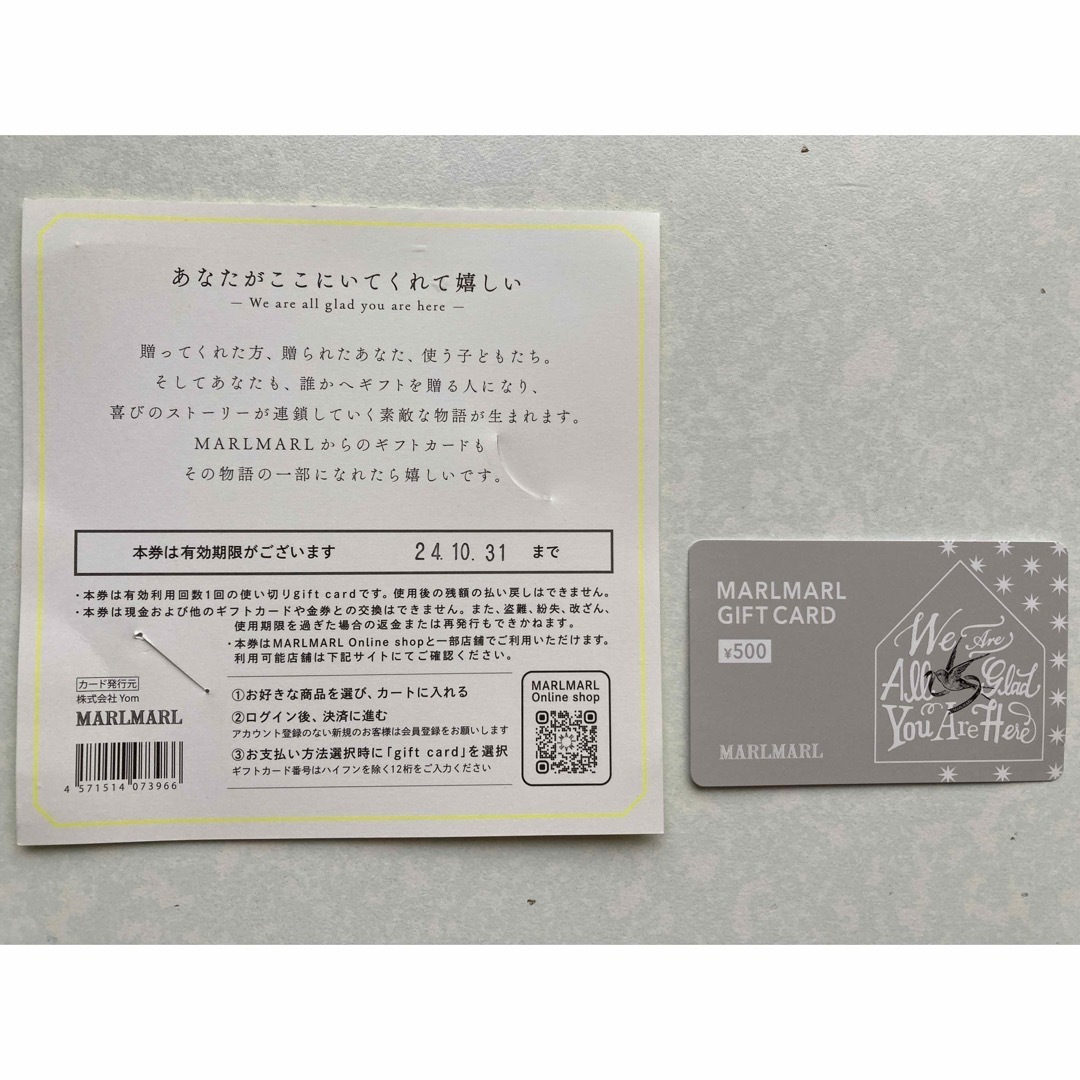 あなたがここにいてくれて嬉しい
— We are all glad you are here —
贈ってくれた方、贈られたあなた、使う子どもたち。
そしてあなたも、誰かへギフトを贈る人になり、
喜びのストーリーが連鎖していく素敵な物語が生まれます。
MARLMARLからのギフトカードも
その物語の一部になれたら嬉しいです。
本券は有効期限がございます 24.10.31 まで
・本券は有効利用回数1回の使い切りgift cardです。使用後の残額の払い戻しはできません。
・本券は現金および他のギフトカードや金券との交換はできません。また、盗難、紛失、改ざん、
使用期限を過ぎた場合の返金または再発行もできかねます。
・本券はMARLMARL Online shopと一部店舗でご利用いただけます。
利用可能店舗は下記サイトにてご確認ください。
カード発行元
株式会社Yom
MARLMARL
4 571514 073966
①お好きな商品を選び、カートに入れる
②ログイン後、決済に進む
アカウント登録のない新規のお客様は会員登録をお願いします
③お支払い方法選択時に「gift card」を選択
ギフトカード番号はハイフンを除く12桁をご入力ください
MARLMARL
Online shop
MARLMARL
GIFT CARD
¥500
We Are
All Glad
You Are Here
MARLMARL